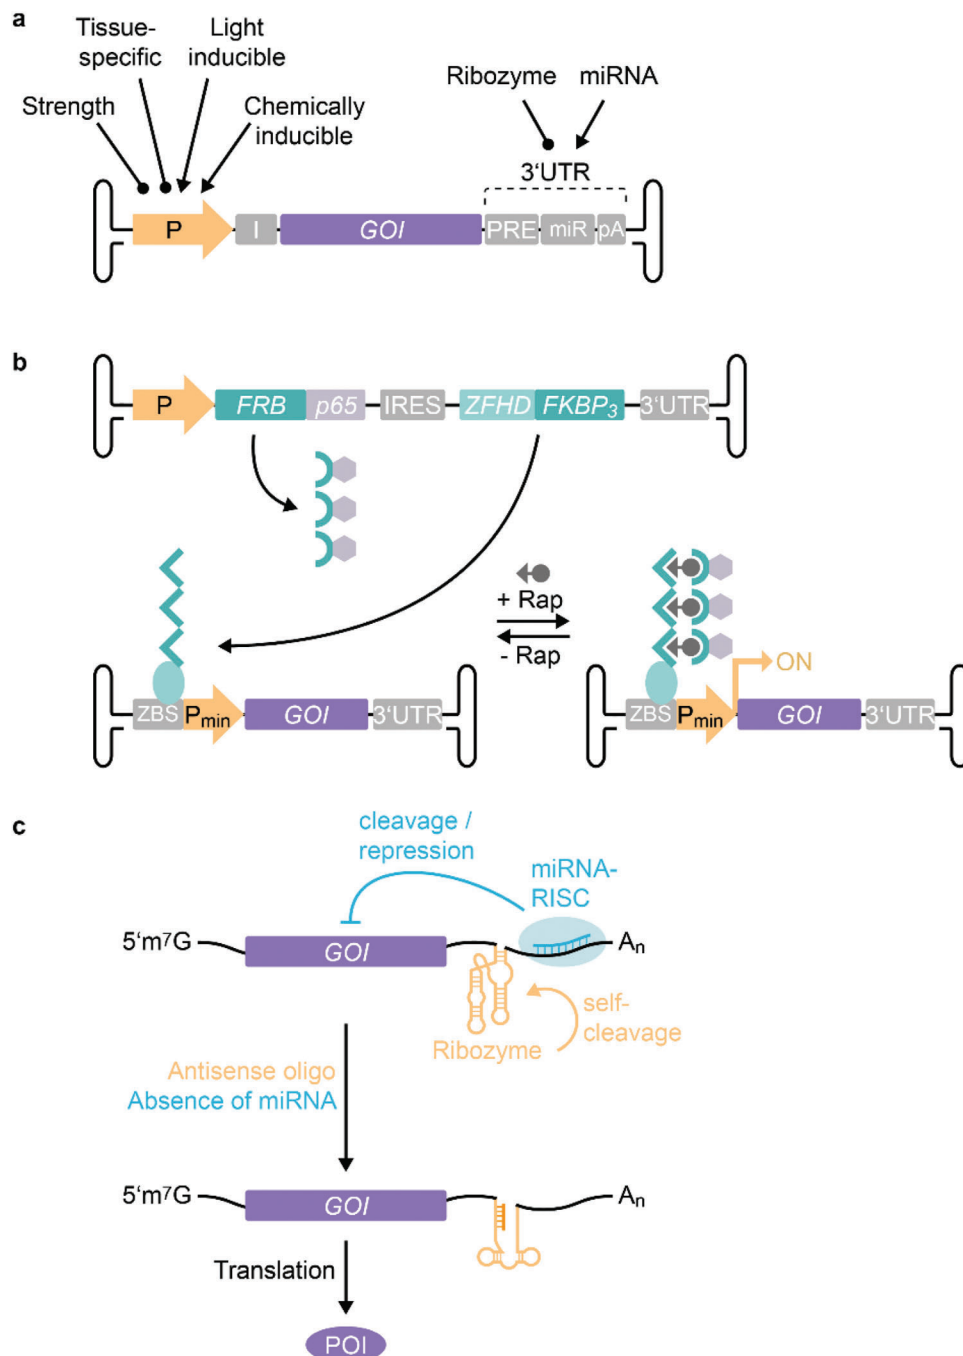 a
Tissue-
specific
Light
inducible
Strength
Chemically
inducible
Ribozyme
miRNA
3‘UTR
P
I
GOI
PRE
miR
pA
b
P
FRB
p65
IRES
ZFHD
FKBP₃
3‘UTR
+ Rap
- Rap
ON
ZBS
Pmin
GOI
3‘UTR
ZBS
Pmin
GOI
3‘UTR
c
cleavage /
repression
miRNA-
RISC
5‘m⁷G
GOI
An
self-
cleavage
Ribozyme
Antisense oligo
Absence of miRNA
5‘m⁷G
GOI
An
Translation
POI